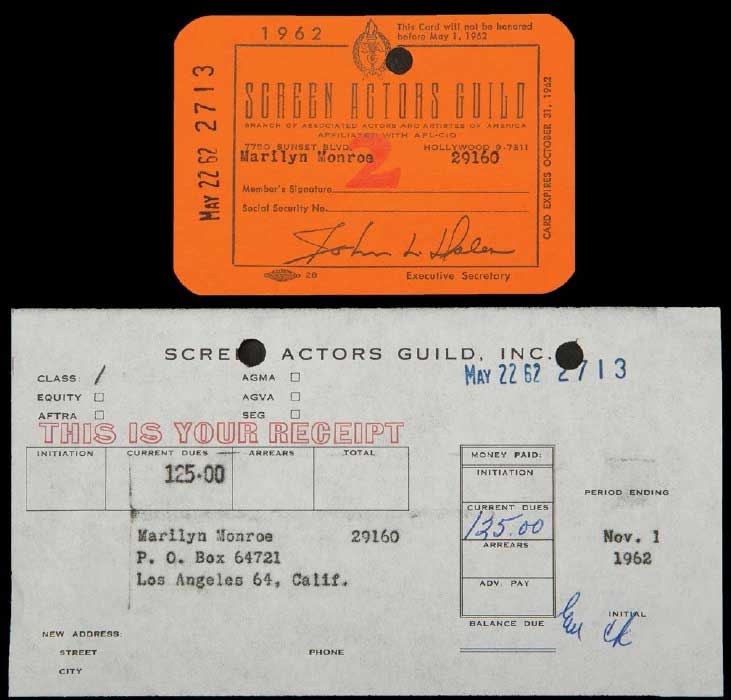 1962
This Card will not be honored
before May 1, 1962
MAY 22 62 2713
SCREEN ACTORS GUILD
BRANCH OF ASSOCIATED ACTORS AND ARTISTES OF AMERICA
AFFILIATED WITH AFL-CIO
7750 SUNSET BLVD. HOLLYWOOD 9-7811
2
Marilyn Monroe 29160
Member's Signature
Social Security No.
John L. Dales
28 Executive Secretary
CARD EXPIRES OCTOBER 31, 1962
SCREEN ACTORS GUILD, INC.
MAY 22 62 2713
CLASS: / AGMA
EQUITY AGVA
AFTRA SEG
THIS IS YOUR RECEIPT
INITIATION CURRENT DUES ARREARS TOTAL
125.00
MONEY PAID:
INITIATION
CURRENT DUES
125.00
ARREARS
ADV. PAY
BALANCE DUE
PERIOD ENDING
Nov. 1
1962
INITIAL
ck
Marilyn Monroe 29160
P. O. Box 64721
Los Angeles 64, Calif.
NEW ADDRESS:
STREET PHONE
CITY